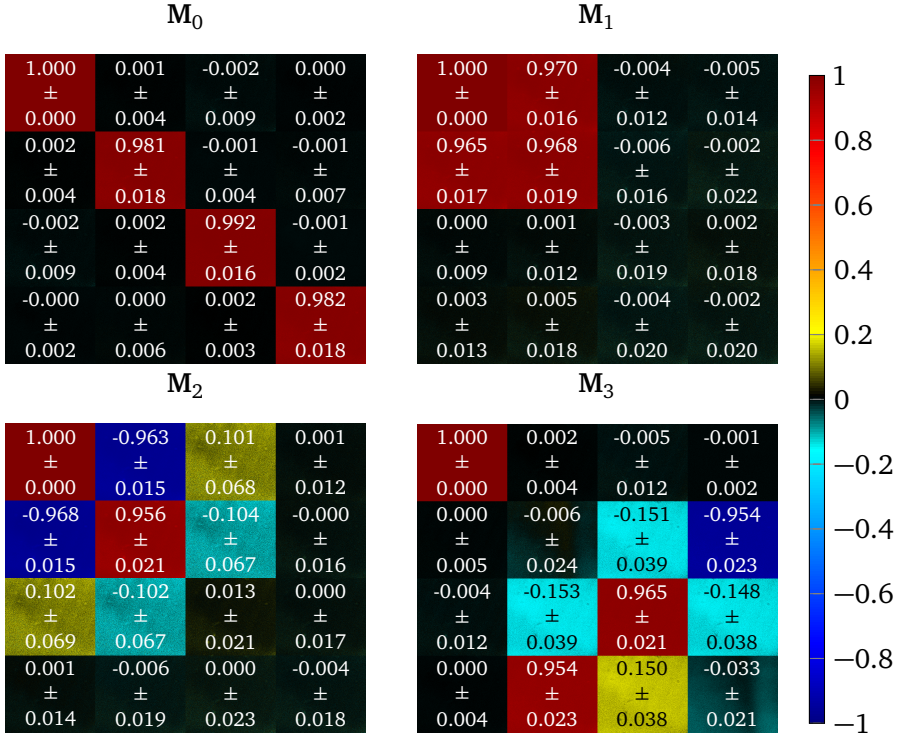 M0 M1
1.000 0.001 -0.002 0.000 1.000 0.970 -0.004 -0.005
± ± ± ± ± ± ± ±
0.000 0.004 0.009 0.002 0.000 0.016 0.012 0.014
0.002 0.981 -0.001 -0.001 0.965 0.968 -0.006 -0.002
± ± ± ± ± ± ± ±
0.004 0.018 0.004 0.007 0.017 0.019 0.016 0.022
-0.002 0.002 0.992 -0.001 0.000 0.001 -0.003 0.002
± ± ± ± ± ± ± ±
0.009 0.004 0.016 0.002 0.009 0.012 0.019 0.018
-0.000 0.000 0.002 0.982 0.003 0.005 -0.004 -0.002
± ± ± ± ± ± ± ±
0.002 0.006 0.003 0.018 0.013 0.018 0.020 0.020
M2 M3
1.000 -0.963 0.101 0.001 1.000 0.002 -0.005 -0.001
± ± ± ± ± ± ± ±
0.000 0.015 0.068 0.012 0.000 0.004 0.012 0.002
-0.968 0.956 -0.104 -0.000 0.000 -0.006 -0.151 -0.954
± ± ± ± ± ± ± ±
0.015 0.021 0.067 0.016 0.005 0.024 0.039 0.023
0.102 -0.102 0.013 0.000 -0.004 -0.153 0.965 -0.148
± ± ± ± ± ± ± ±
0.069 0.067 0.021 0.017 0.012 0.039 0.021 0.038
0.001 -0.006 0.000 -0.004 0.000 0.954 0.150 -0.033
± ± ± ± ± ± ± ±
0.014 0.019 0.023 0.018 0.004 0.023 0.038 0.021
1
0.8
0.6
0.4
0.2
0
−0.2
−0.4
−0.6
−0.8
−1